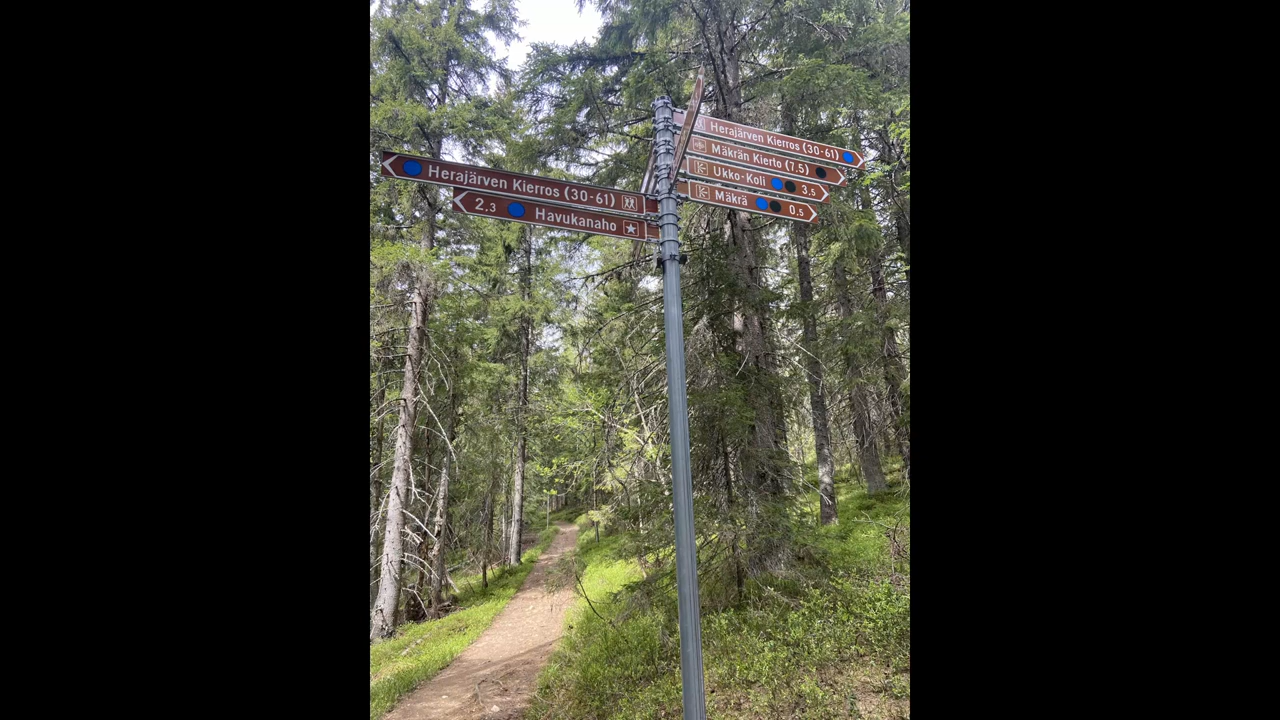 Herajärven Kierros (30-61)
2.3 Havukanaho
Herajärven Kierros (30-61)
Mäkrän Kierto (7.5)
Ukko-Koli 3.5
Mäkrä 0.5